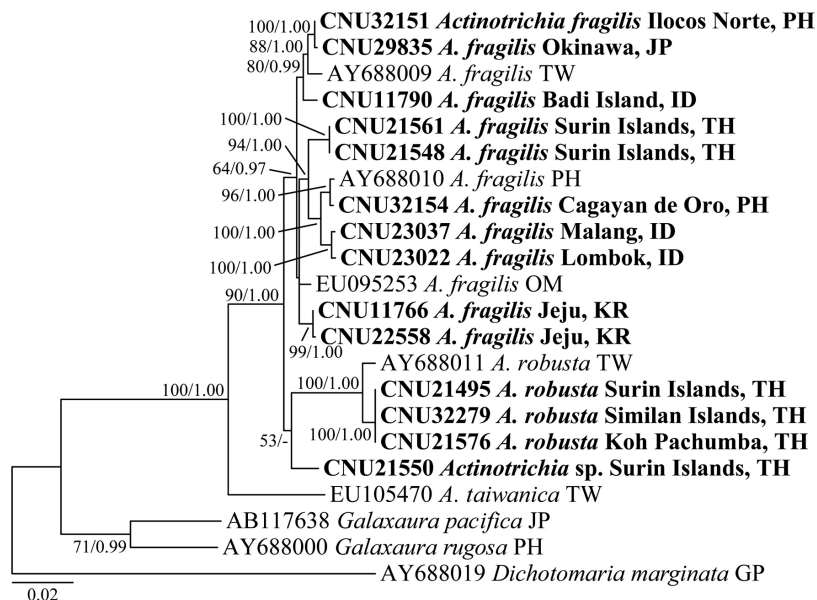 100/1.00 CNU32151 Actinotrichia fragilis Ilocos Norte, PH
88/1.00 CNU29835 A. fragilis Okinawa, JP
80/0.99 AY688009 A. fragilis TW
CNU11790 A. fragilis Badi Island, ID
100/1.00 CNU21561 A. fragilis Surin Islands, TH
94/1.00 CNU21548 A. fragilis Surin Islands, TH
64/0.97 AY688010 A. fragilis PH
96/1.00 CNU32154 A. fragilis Cagayan de Oro, PH
100/1.00 CNU23037 A. fragilis Malang, ID
100/1.00 CNU23022 A. fragilis Lombok, ID
EU095253 A. fragilis OM
90/1.00 CNU11766 A. fragilis Jeju, KR
CNU22558 A. fragilis Jeju, KR
99/1.00
AY688011 A. robusta TW
100/1.00 100/1.00 CNU21495 A. robusta Surin Islands, TH
CNU32279 A. robusta Similan Islands, TH
53/- 100/1.00 CNU21576 A. robusta Koh Pachumba, TH
CNU21550 Actinotrichia sp. Surin Islands, TH
EU105470 A. taiwanica TW
AB117638 Galaxaura pacifica JP
71/0.99 AY688000 Galaxaura rugosa PH
AY688019 Dichotomaria marginata GP
0.02